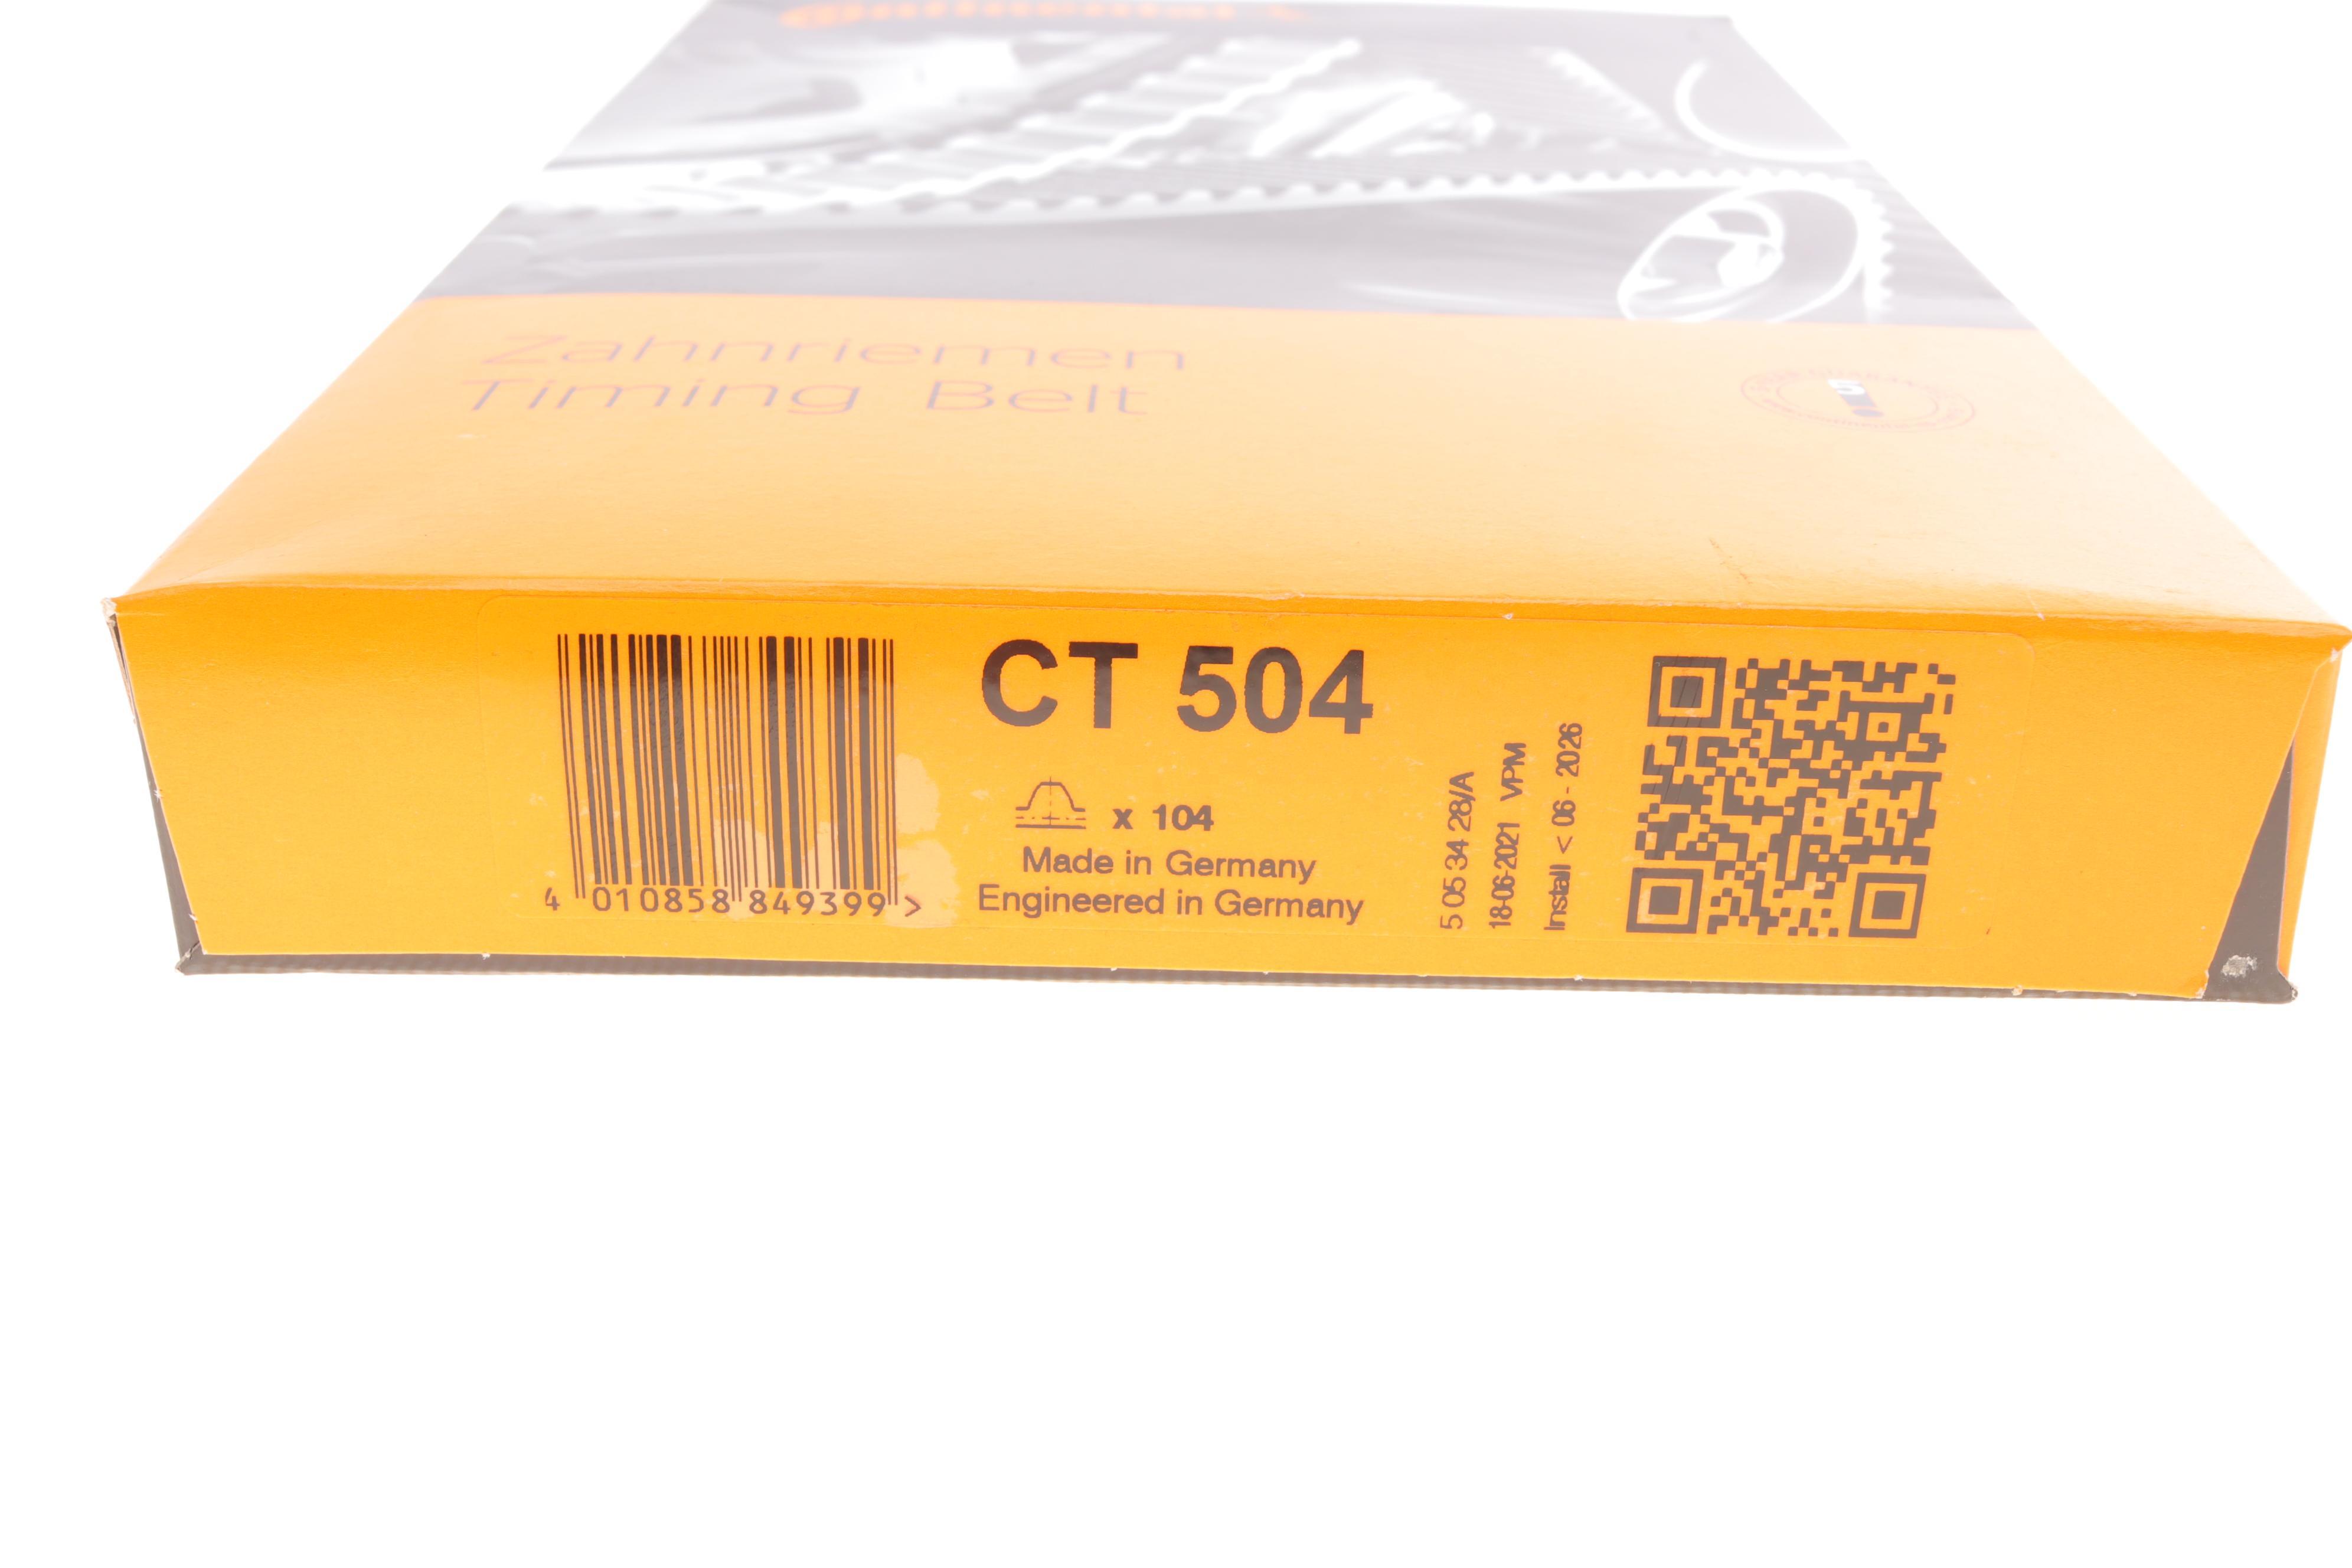 Continental
Zahnriemen
Timing Belt
CT 504
x 104
Made in Germany
Engineered in Germany
4 010858 849399 >
5 05 34 28/A
18-06-2021 VPM
Install < 06 - 2026